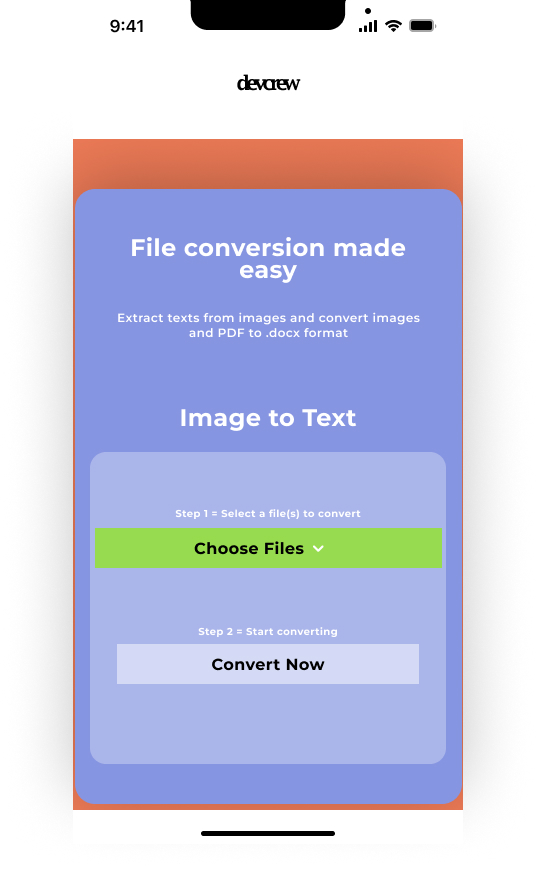 9:41
devcrew
File conversion made
easy
Extract texts from images and convert images
and PDF to .docx format
Image to Text
Step 1 = Select a file(s) to convert
Choose Files
Step 2 = Start converting
Convert Now